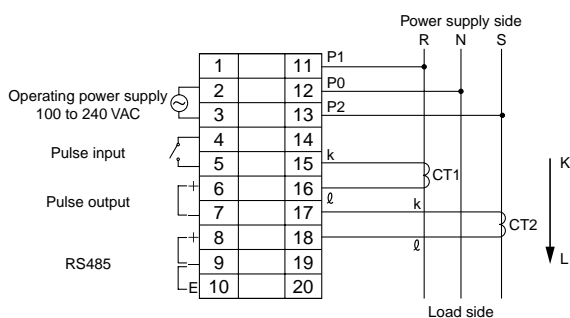 Power supply side
R N S
1 11 P1
Operating power supply
100 to 240 VAC
2 12 P0
3 13 P2
Pulse input
4 14
5 15 k
CT1
Pulse output
+ 6 16 ℓ
7 17 k
CT2
RS485
+ 8 18 ℓ
9 19
E 10 20
K
L
Load side